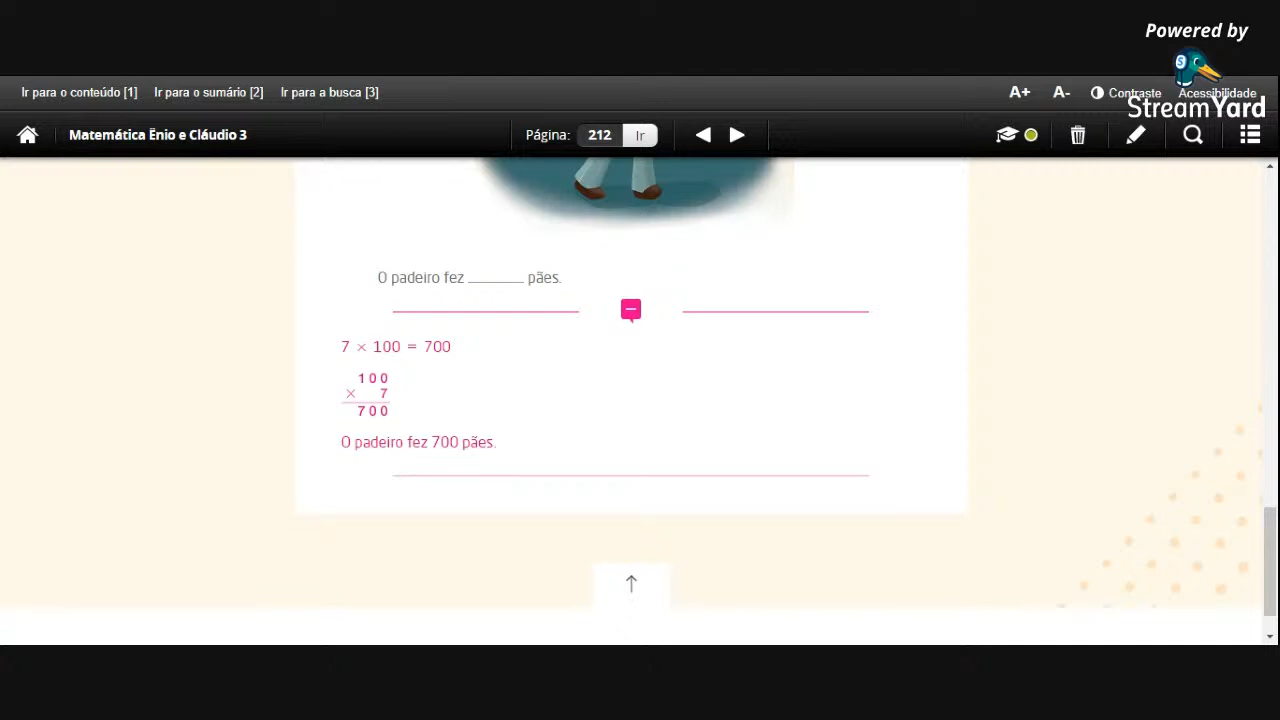 Powered by
StreamYard
Ir para o conteúdo [1] Ir para o sumário [2] Ir para a busca [3] A+ A- Contraste Acessibilidade
Matemática Ênio e Cláudio 3 Página: 212 Ir
O padeiro fez ______ pães.
7 × 100 = 700
100
× 7
700
O padeiro fez 700 pães.